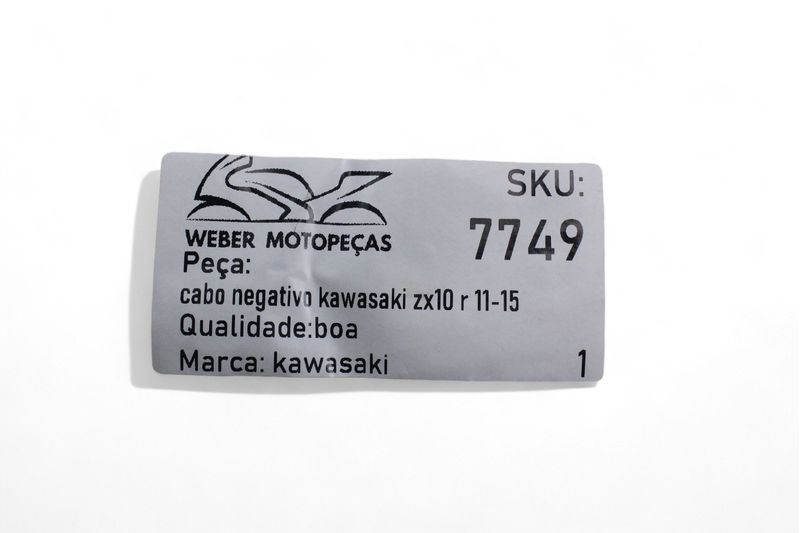 WEBER MOTOPEÇAS
SKU:
7749
Peça:
cabo negativo kawasaki zx10 r 11-15
Qualidade:boa
Marca: kawasaki
1